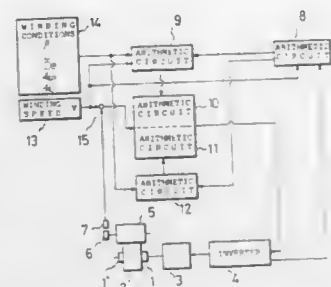 14
WINDING
CONDITIONS
9
ARITHMETIC
CIRCUIT
8
ARITHMETIC
CIRCUIT
WINDING
SPEED V
13
15
ARITHMETIC
CIRCUIT
10
ARITHMETIC
CIRCUIT
11
ARITHMETIC
CIRCUIT
12
7
6
5
1"
2
1
3
INVERTER
4